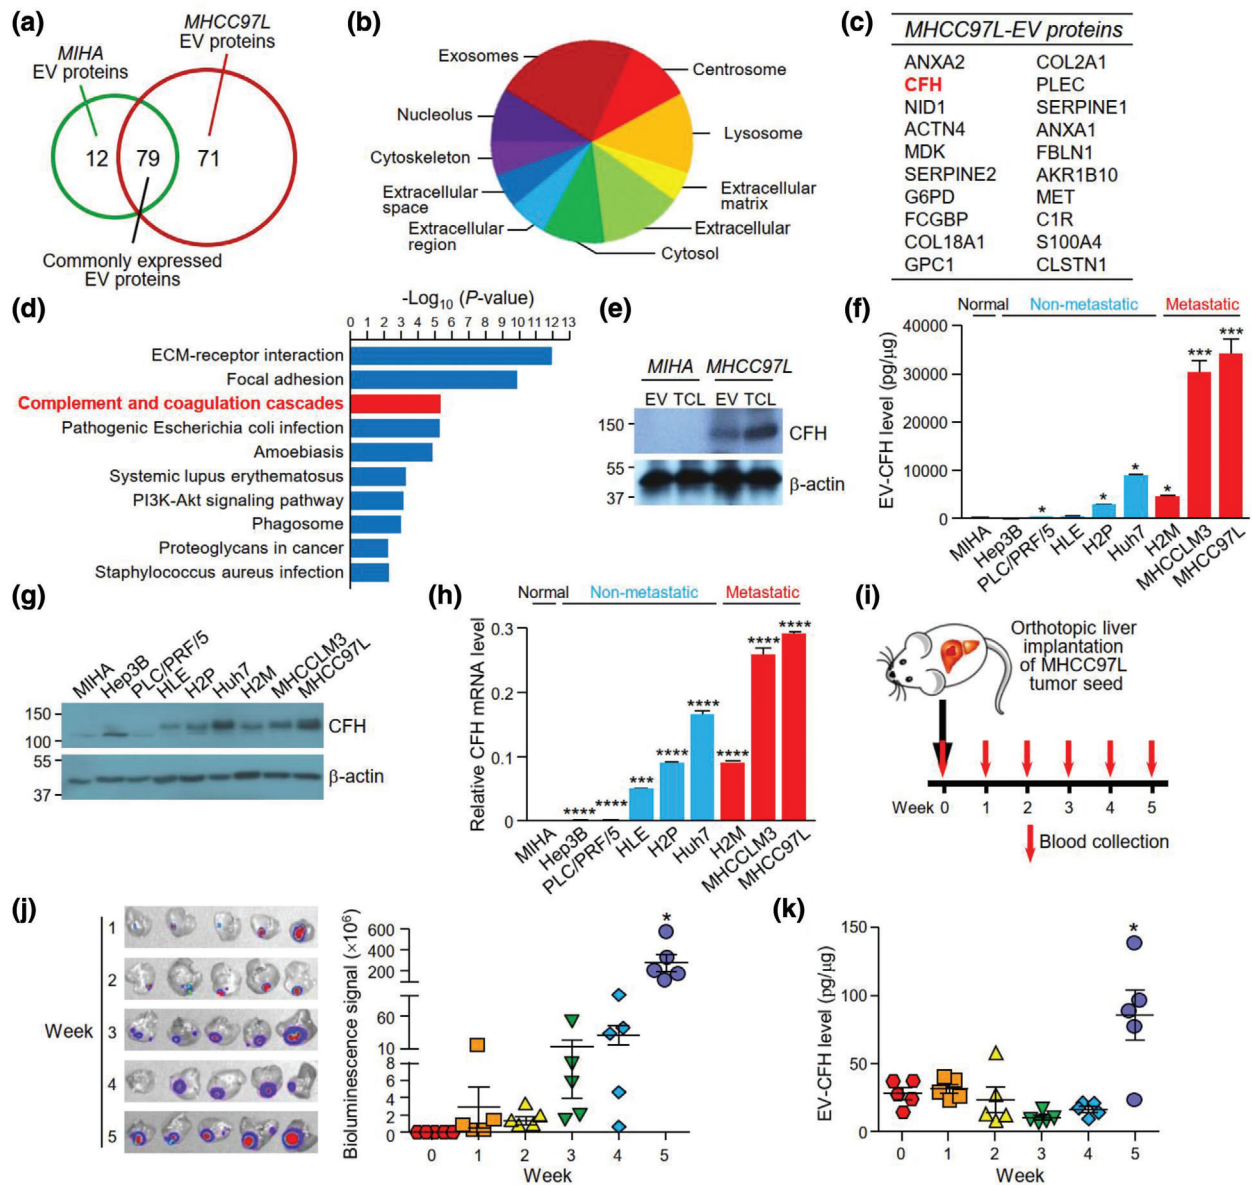 (a)
MIHA
EV proteins
MHCC97L
EV proteins
12
79
71
Commonly expressed
EV proteins
(b)
Exosomes
Centrosome
Nucleolus
Lysosome
Cytoskeleton
Extracellular
space
Extracellular
matrix
Extracellular
region
Extracellular
Cytosol
(c)
MHCC97L-EV proteins
ANXA2 COL2A1
CFH PLEC
NID1 SERPINE1
ACTN4 ANXA1
MDK FBLN1
SERPINE2 AKR1B10
G6PD MET
FCGBP C1R
COL18A1 S100A4
GPC1 CLSTN1
(d)
-Log10 (P-value)
0 1 2 3 4 5 6 7 8 9 10 11 12 13
ECM-receptor interaction
Focal adhesion
Complement and coagulation cascades
Pathogenic Escherichia coli infection
Amoebiasis
Systemic lupus erythematosus
PI3K-Akt signaling pathway
Phagosome
Proteoglycans in cancer
Staphylococcus aureus infection
(e)
MIHA MHCC97L
EV TCL EV TCL
150
CFH
55
37
β-actin
(f)
Normal Non-metastatic Metastatic
EV-CFH level (pg/µg)
40000
30000
20000
10000
0
* * * * *** ***
MIHA
Hep3B
PLC/PRF/5
HLE
H2P
Huh7
H2M
MHCCLM3
MHCC97L
(g)
MIHA
Hep3B
PLC/PRF/5
HLE
H2P
Huh7
H2M
MHCCLM3
MHCC97L
150
100
CFH
55
37
β-actin
(h)
Normal Non-metastatic Metastatic
Relative CFH mRNA level
0.3
0.2
0.1
0
**** **** *** **** **** **** **** ****
MIHA
Hep3B
PLC/PRF/5
HLE
H2P
Huh7
H2M
MHCCLM3
MHCC97L
(i)
Orthotopic liver
implantation
of MHCC97L
tumor seed
Week 0 1 2 3 4 5
Blood collection
(j)
Week
1
2
3
4
5
Bioluminescence signal (×10⁶)
600
400
200
60
10
8
6
4
2
0
*
0 1 2 3 4 5
Week
(k)
EV-CFH level (pg/µg)
150
100
50
0
*
0 1 2 3 4 5
Week